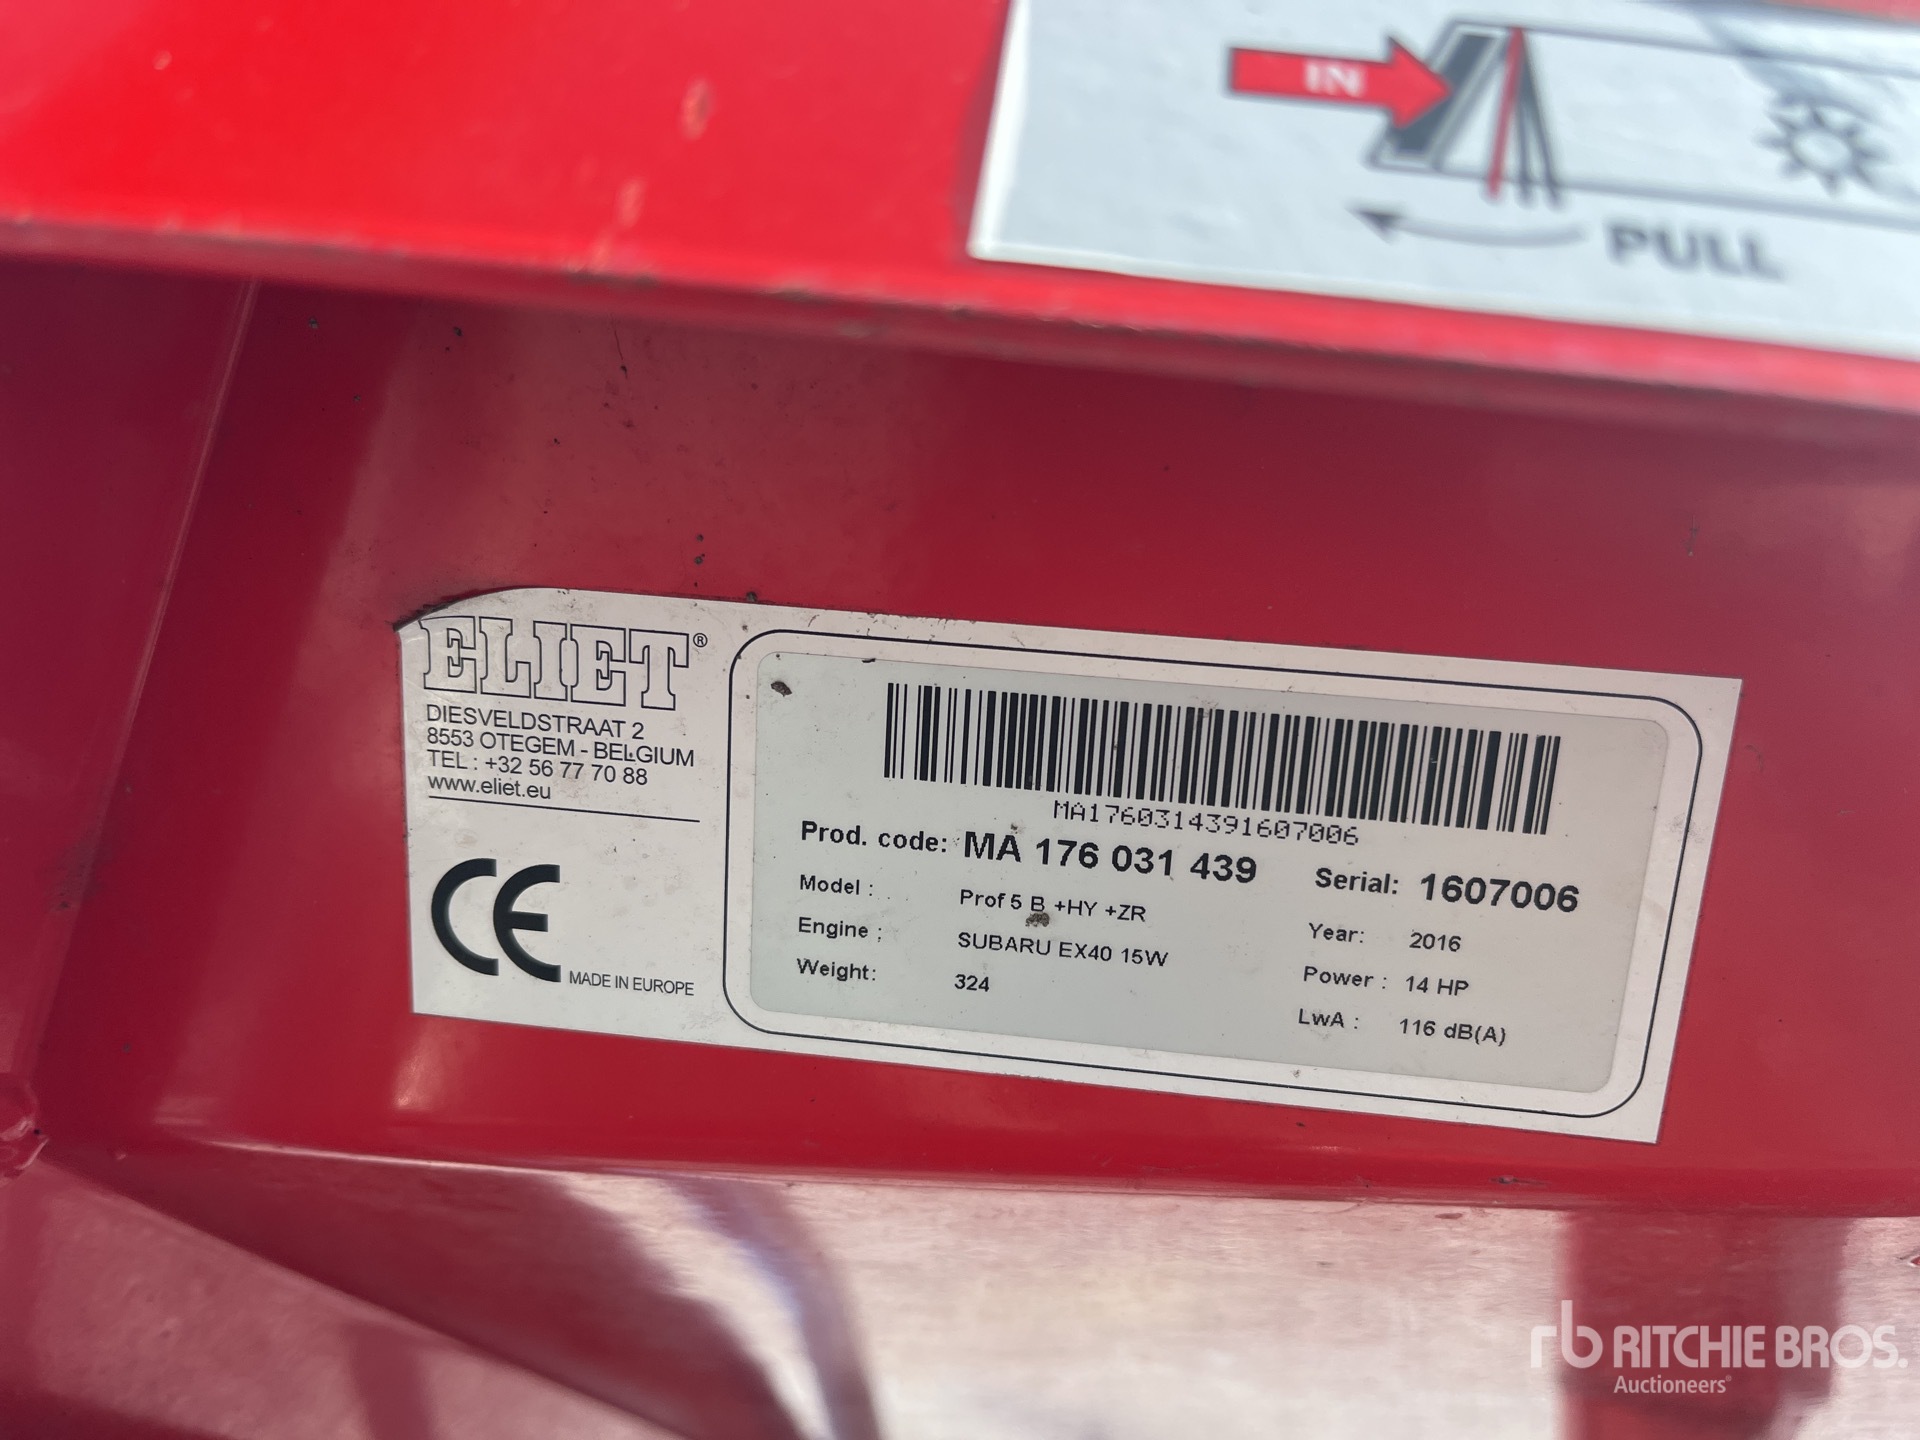 IN
PULL
ELIET®
DIESVELDSTRAAT 2
8553 OTEGEM - BELGIUM
TEL : +32 56 77 70 88
www.eliet.eu
CE
MADE IN EUROPE
MA1760314391607006
Prod. code: MA 176 031 439 Serial: 1607006
Model : Prof 5 B +HY +ZR Year: 2016
Engine ; SUBARU EX40 15W Power : 14 HP
Weight: 324 LwA : 116 dB(A)
rb RITCHIE BROS.
Auctioneers®